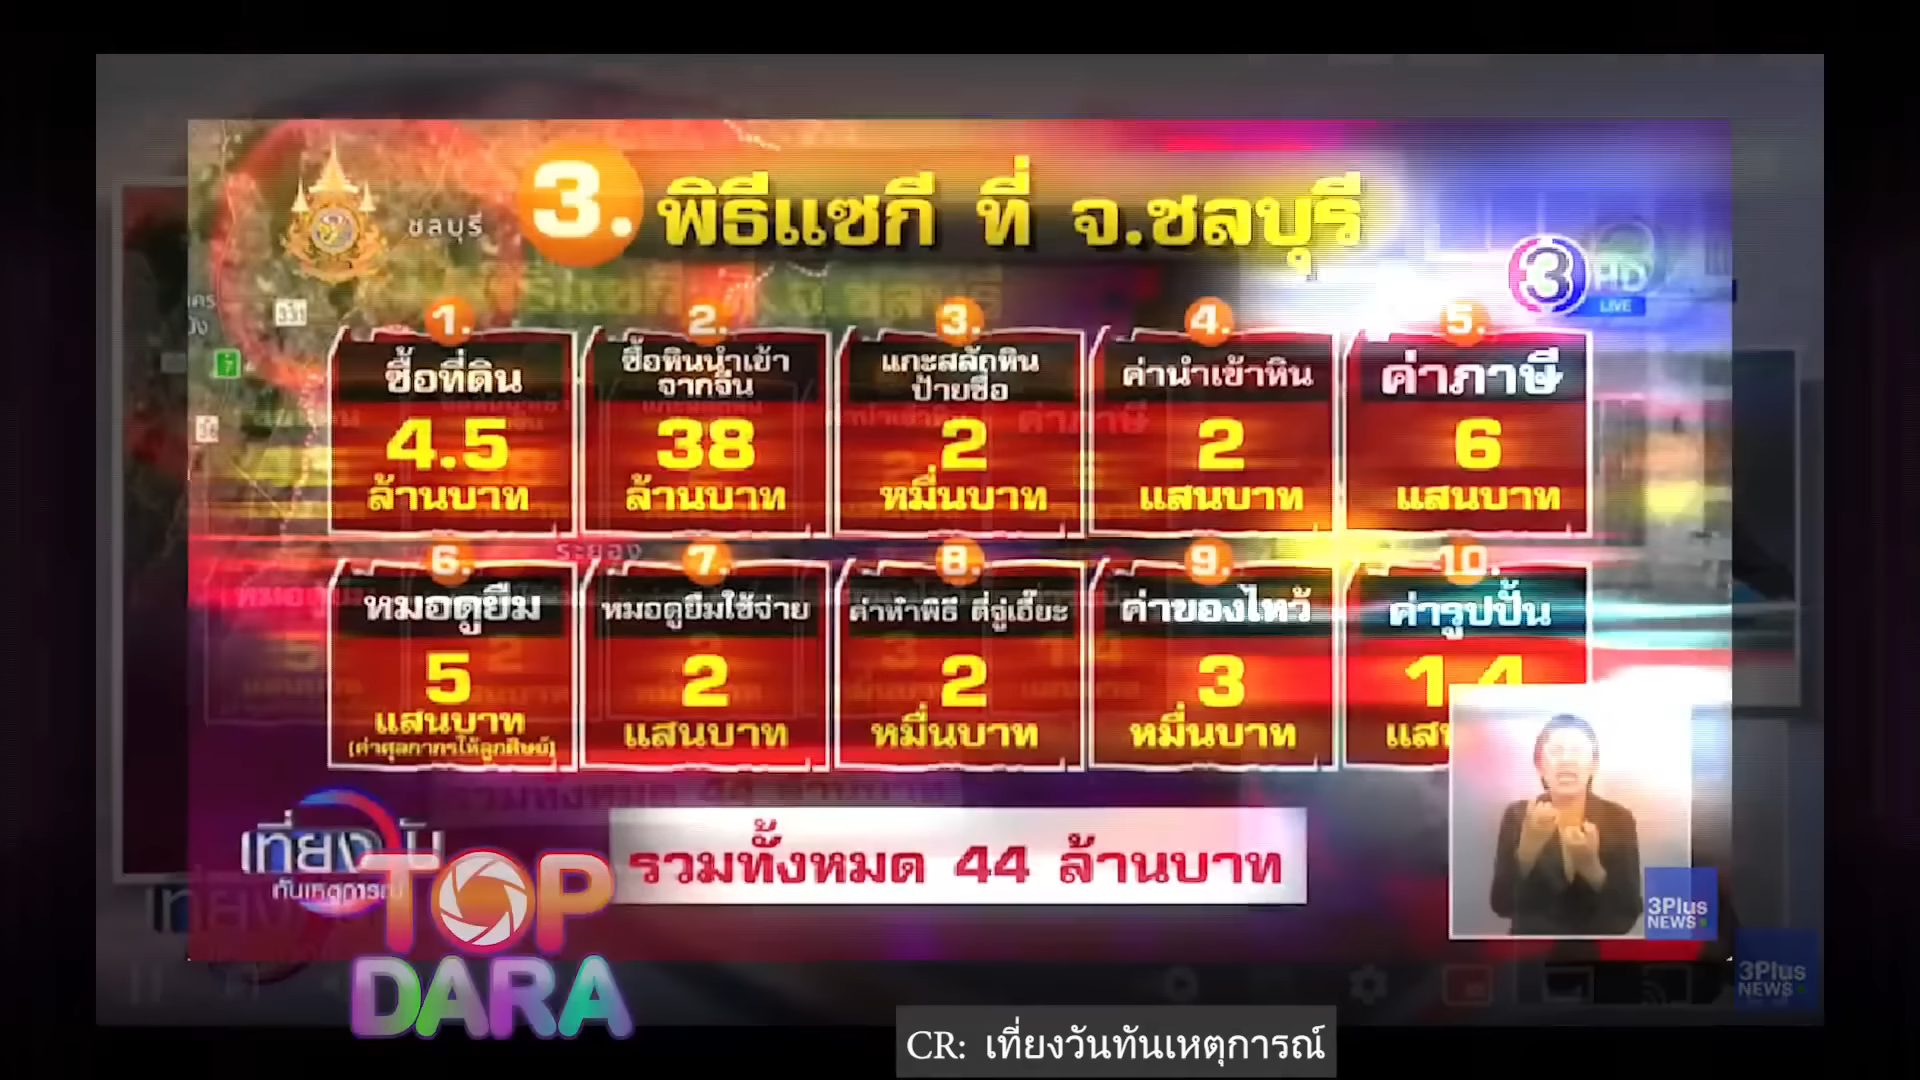 3. พิธีแซกี ที่ จ.ชลบุรี
ชลบุรี
3 HD
LIVE
331
1.
ซื้อที่ดิน
4.5
ล้านบาท
2.
ซื้อหินนำเข้า
จากจีน
38
ล้านบาท
3.
แกะสลักหิน
ป้ายชื่อ
2
หมื่นบาท
4.
ค่านำเข้าหิน
2
แสนบาท
5.
ค่าภาษี
6
แสนบาท
ระยอง
6.
หมอดูยืม
5
แสนบาท
(ค่าศุลกากรให้ลูกศิษย์)
7.
หมอดูยืมใช้จ่าย
2
แสนบาท
8.
ค่าทำพิธี ตี่จู่เอี๊ยะ
2
หมื่นบาท
9.
ค่าของไหว้
3
หมื่นบาท
10.
ค่ารูปปั้น
รวมทั้งหมด 44 ล้านบาท
เที่ยงวัน
ทันเหตุการณ์
TOP
DARA
3Plus
NEWS
3Plus
NEWS
CR: เที่ยงวันทันเหตุการณ์